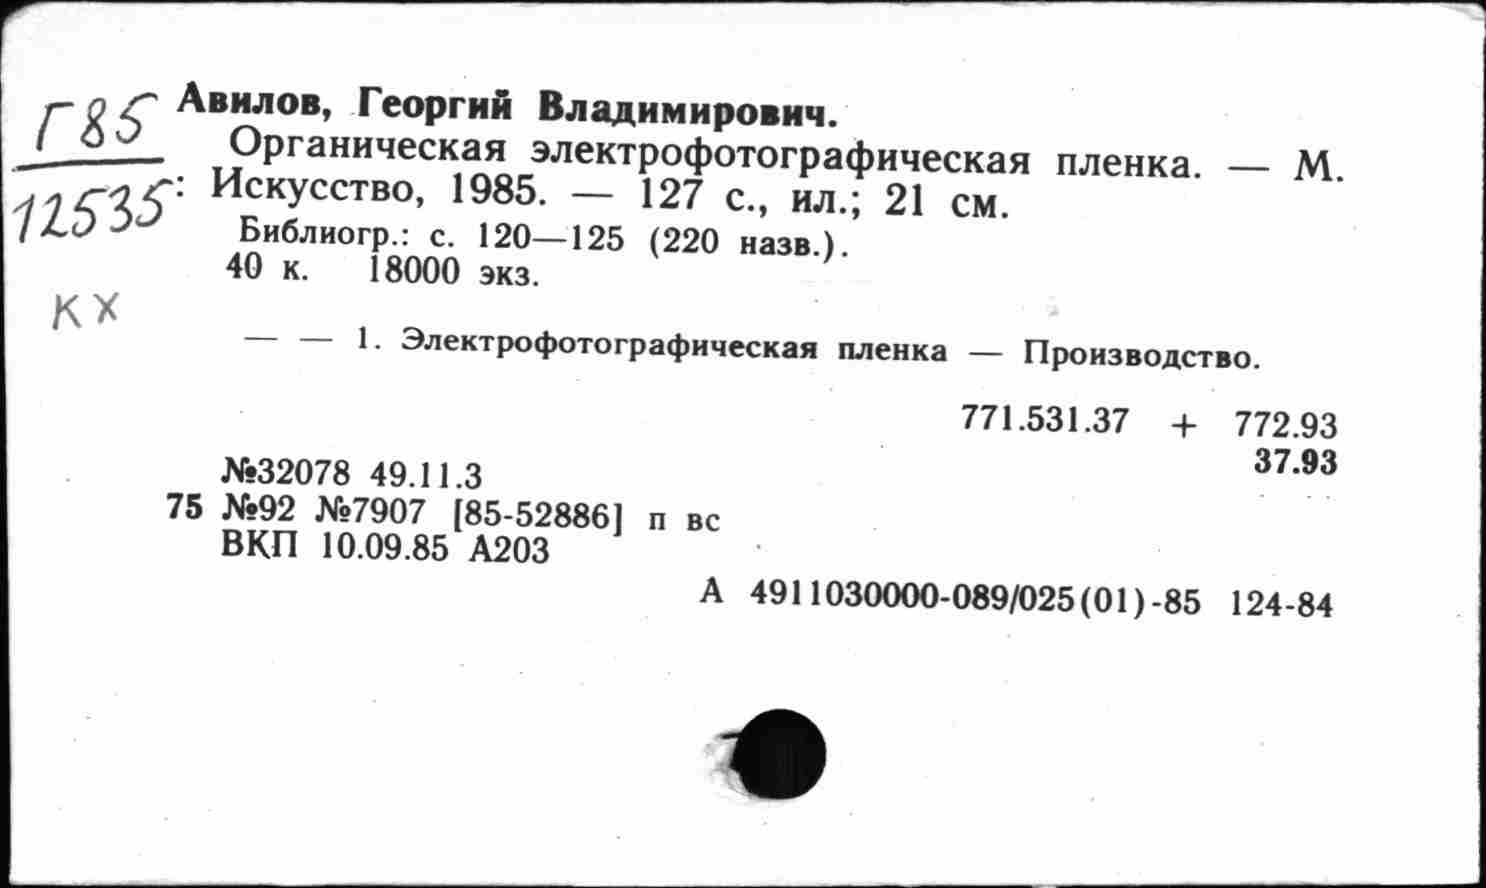 Г85
12535
КХ
Авилов, Георгий Владимирович.
Органическая электрофотографическая пленка. — М.
: Искусство, 1985. — 127 с., ил.; 21 см.
Библиогр.: с. 120—125 (220 назв.).
40 к. 18000 экз.
— — 1. Электрофотографическая пленка — Производство.
771.531.37 + 772.93
37.93
№32078 49.11.3
75 №92 №7907 [85-52886] п вс
ВКП 10.09.85 А203
А 4911030000-089/025(01)-85 124-84